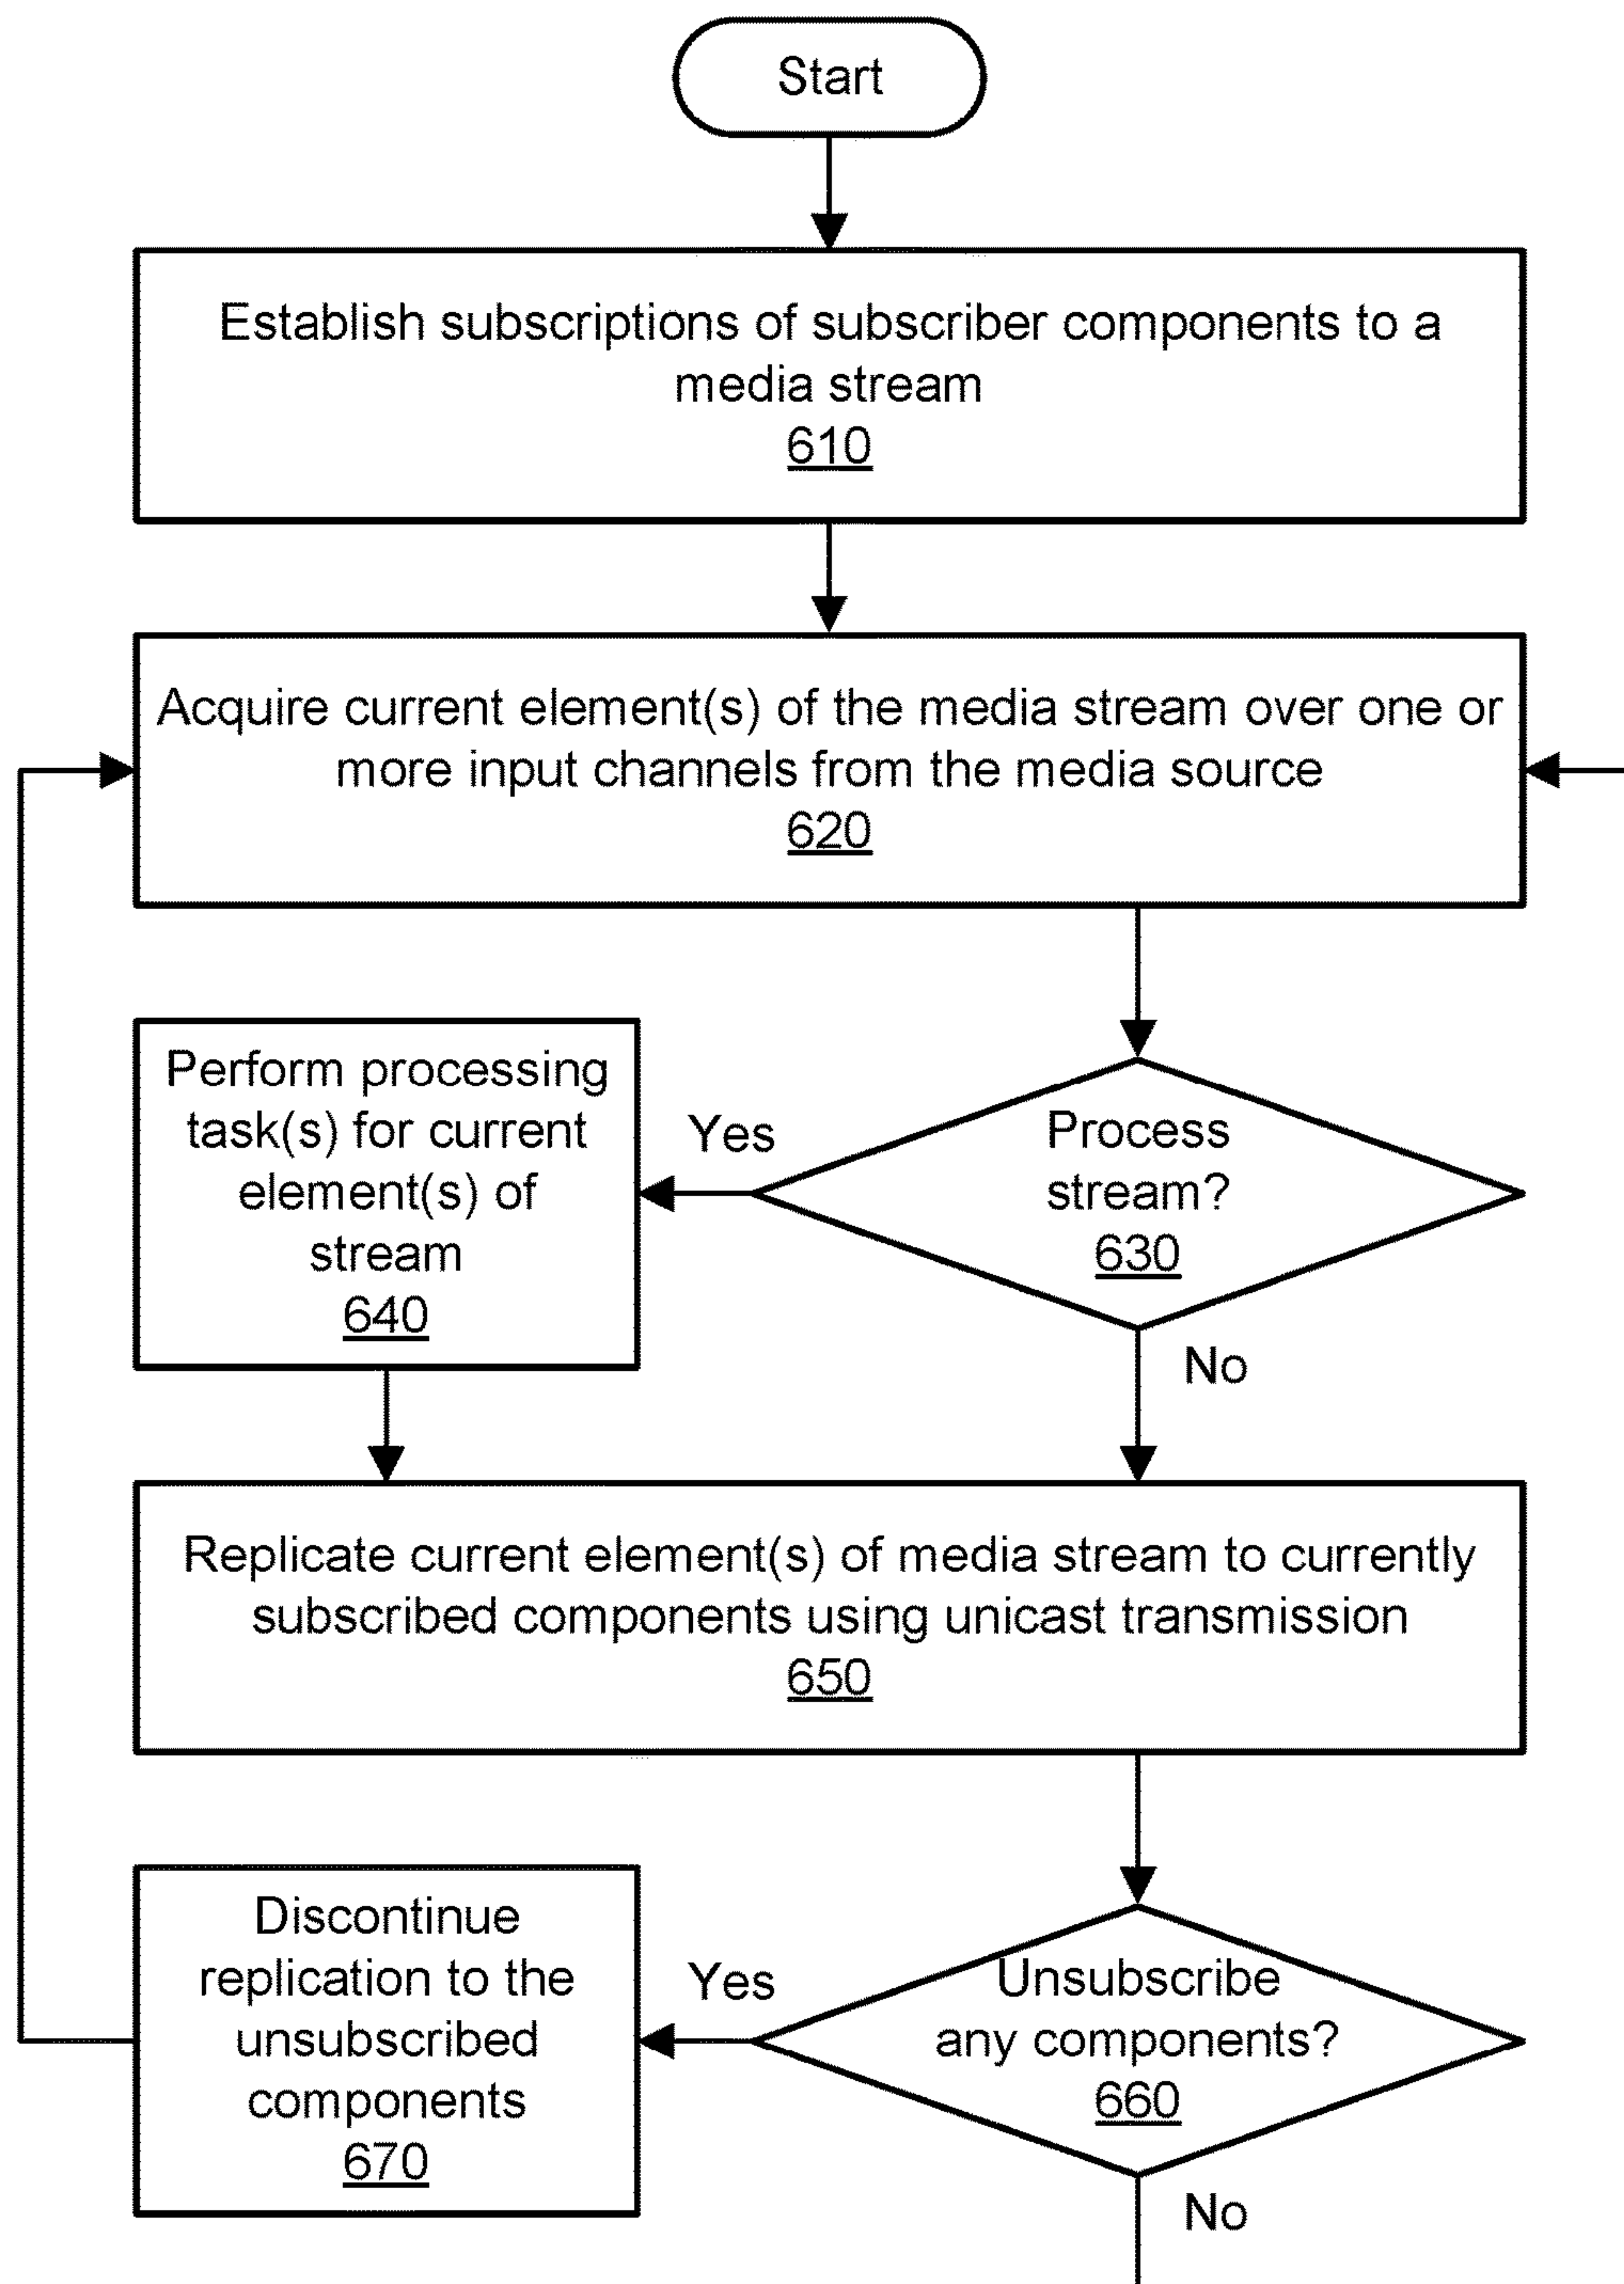 Start
Establish subscriptions of subscriber components to a
media stream
610
Acquire current element(s) of the media stream over one or
more input channels from the media source
620
Process
stream?
630
Yes
Perform processing
task(s) for current
element(s) of
stream
640
No
Replicate current element(s) of media stream to currently
subscribed components using unicast transmission
650
Unsubscribe
any components?
660
Yes
Discontinue
replication to the
unsubscribed
components
670
No